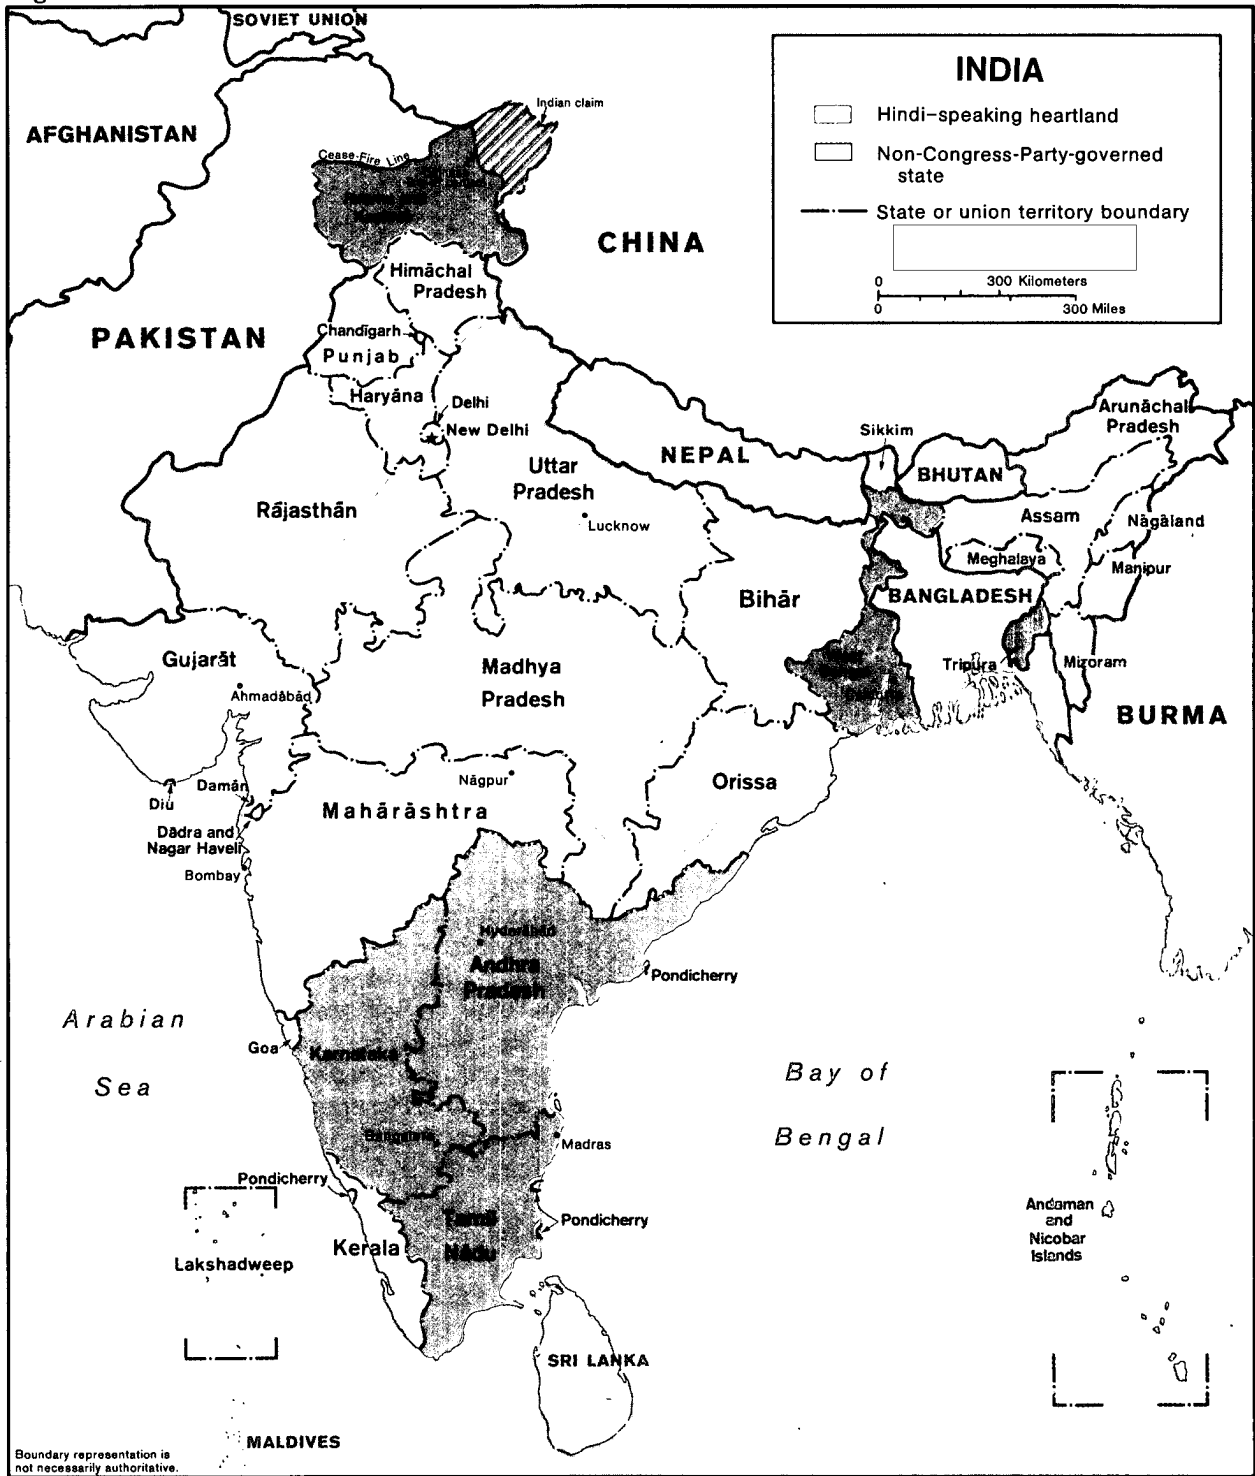 SOVIET UNION
AFGHANISTAN
Indian claim
Cease-Fire Line
INDIA
Hindi-speaking heartland
Non-Congress-Party-governed
state
State or union territory boundary
0 300 Kilometers
0 300 Miles
CHINA
Himāchal
Pradesh
PAKISTAN
Chandīgarh
Punjab
Haryāna
Delhi
New Delhi
Arunāchal
Pradesh
Sikkim
NEPAL
BHUTAN
Uttar
Pradesh
Lucknow
Rājasthān
Assam
Nāgāland
Meghalaya
Manipur
Bihār
BANGLADESH
Gujarāt
Ahmadābād
Madhya
Pradesh
Tripura
Mizoram
BURMA
Orissa
Nāgpur
Diu
Damān
Mahārāshtra
Dādra and
Nagar Haveli
Bombay
Hyderābād
Andhra
Pradesh
Pondicherry
Arabian
Sea
Goa
Karnataka
Bay of
Bengal
Bangalore
Madras
Pondicherry
Pondicherry
Tamil
Nādu
Kerala
Lakshadweep
Andaman
and
Nicobar
Islands
SRI LANKA
MALDIVES
Boundary representation is
not necessarily authoritative.